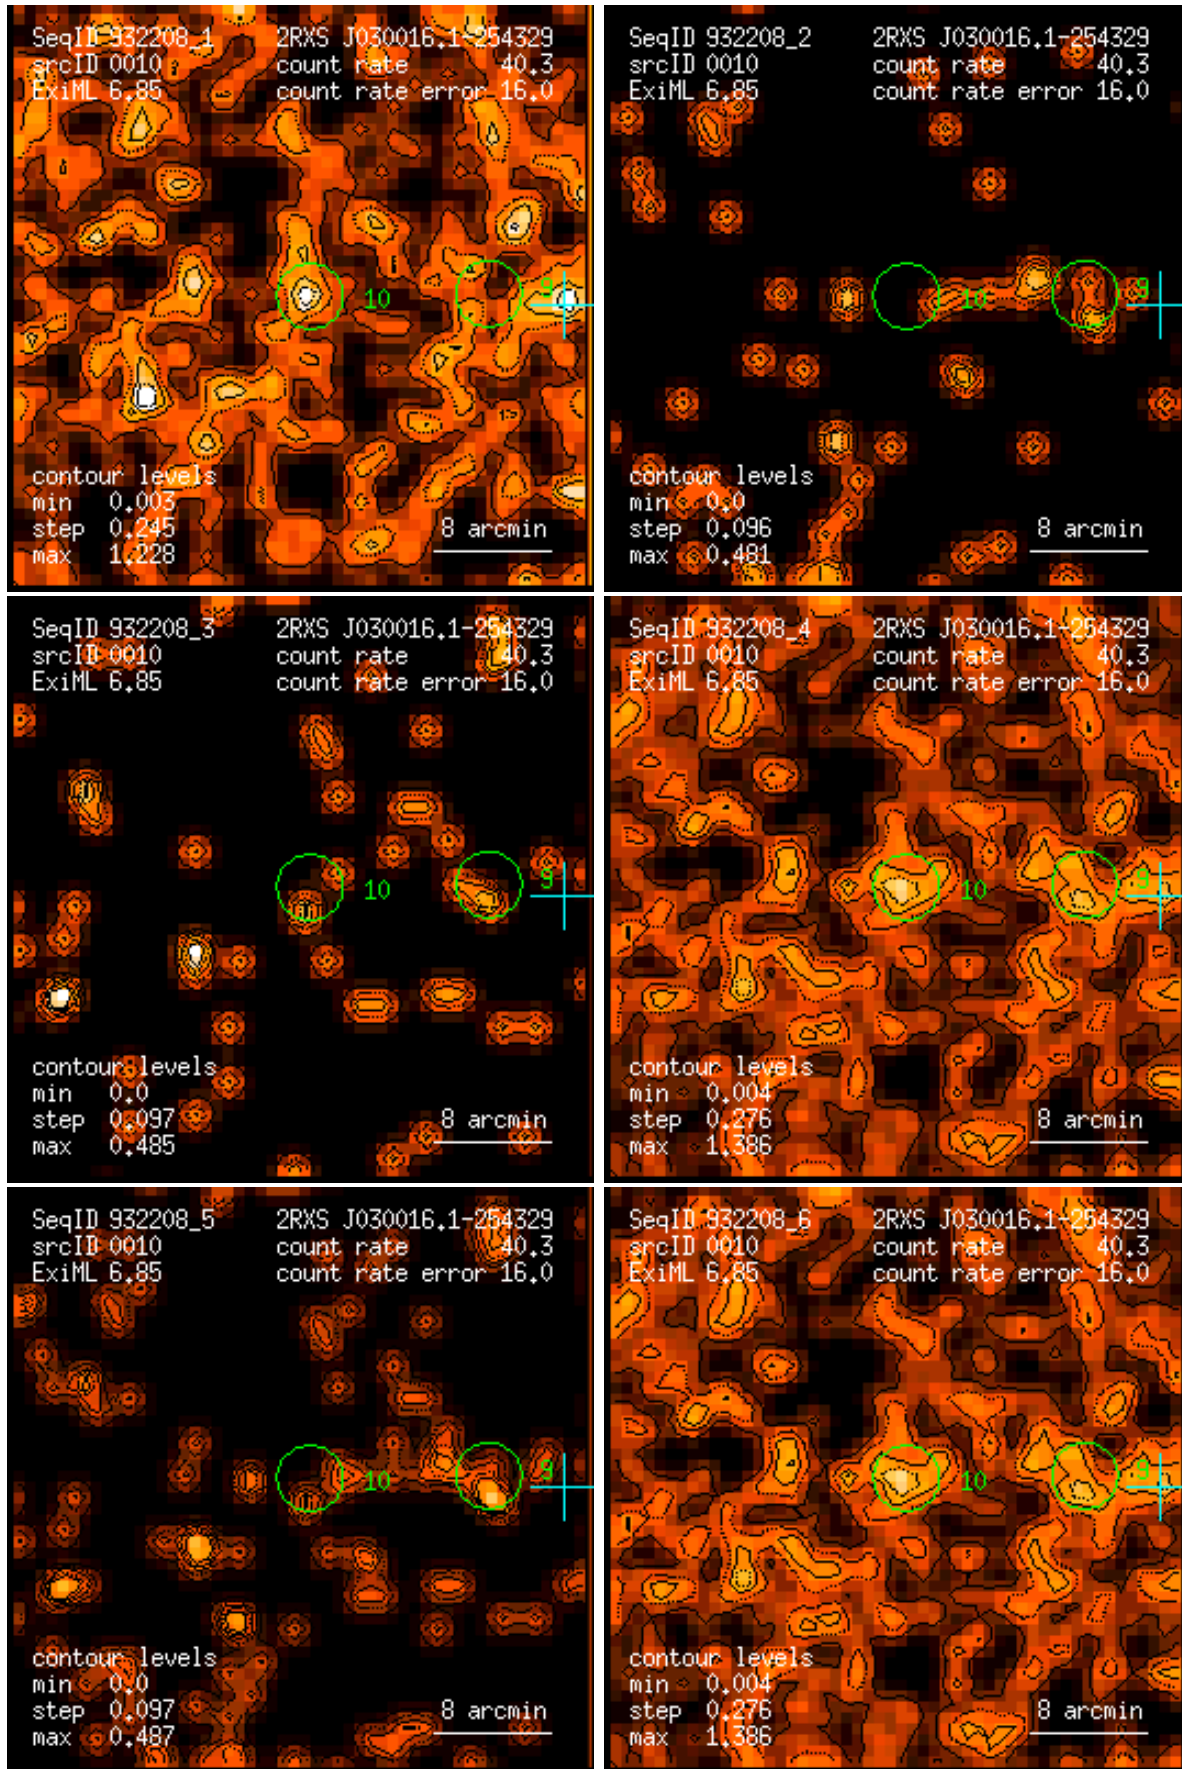 SeqID 932208_1 2RXS J030016.1-254329
srcID 0010 count rate 40.3
ExiML 6.85 count rate error 16.0
10
9
contour levels
min 0.003
step 0.245 8 arcmin
max 1.228
SeqID 932208_2 2RXS J030016.1-254329
srcID 0010 count rate 40.3
ExiML 6.85 count rate error 16.0
10
9
contour levels
min 0.0
step 0.096 8 arcmin
max 0.481
SeqID 932208_3 2RXS J030016.1-254329
srcID 0010 count rate 40.3
ExiML 6.85 count rate error 16.0
10
9
contour levels
min 0.0
step 0.097 8 arcmin
max 0.485
SeqID 932208_4 2RXS J030016.1-254329
srcID 0010 count rate 40.3
ExiML 6.85 count rate error 16.0
10
9
contour levels
min 0.004
step 0.276 8 arcmin
max 1.386
SeqID 932208_5 2RXS J030016.1-254329
srcID 0010 count rate 40.3
ExiML 6.85 count rate error 16.0
10
9
contour levels
min 0.0
step 0.097 8 arcmin
max 0.487
SeqID 932208_6 2RXS J030016.1-254329
srcID 0010 count rate 40.3
ExiML 6.85 count rate error 16.0
10
9
contour levels
min 0.004
step 0.276 8 arcmin
max 1.386